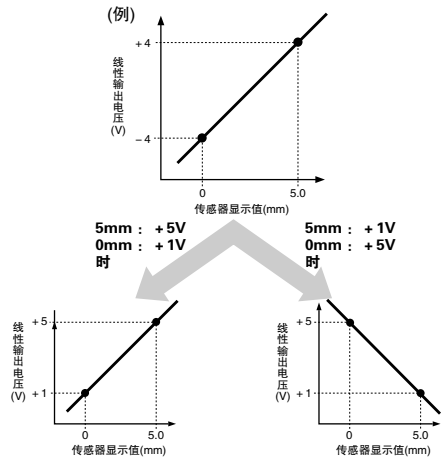 (例)
+4
线性输出电压(V)
−4
0 5.0
传感器显示值(mm)
5mm： +5V
0mm： +1V
时
5mm： +1V
0mm： +5V
时
+5
线性输出电压(V)
+1
0 5.0
传感器显示值(mm)
+5
线性输出电压(V)
+1
0 5.0
传感器显示值(mm)